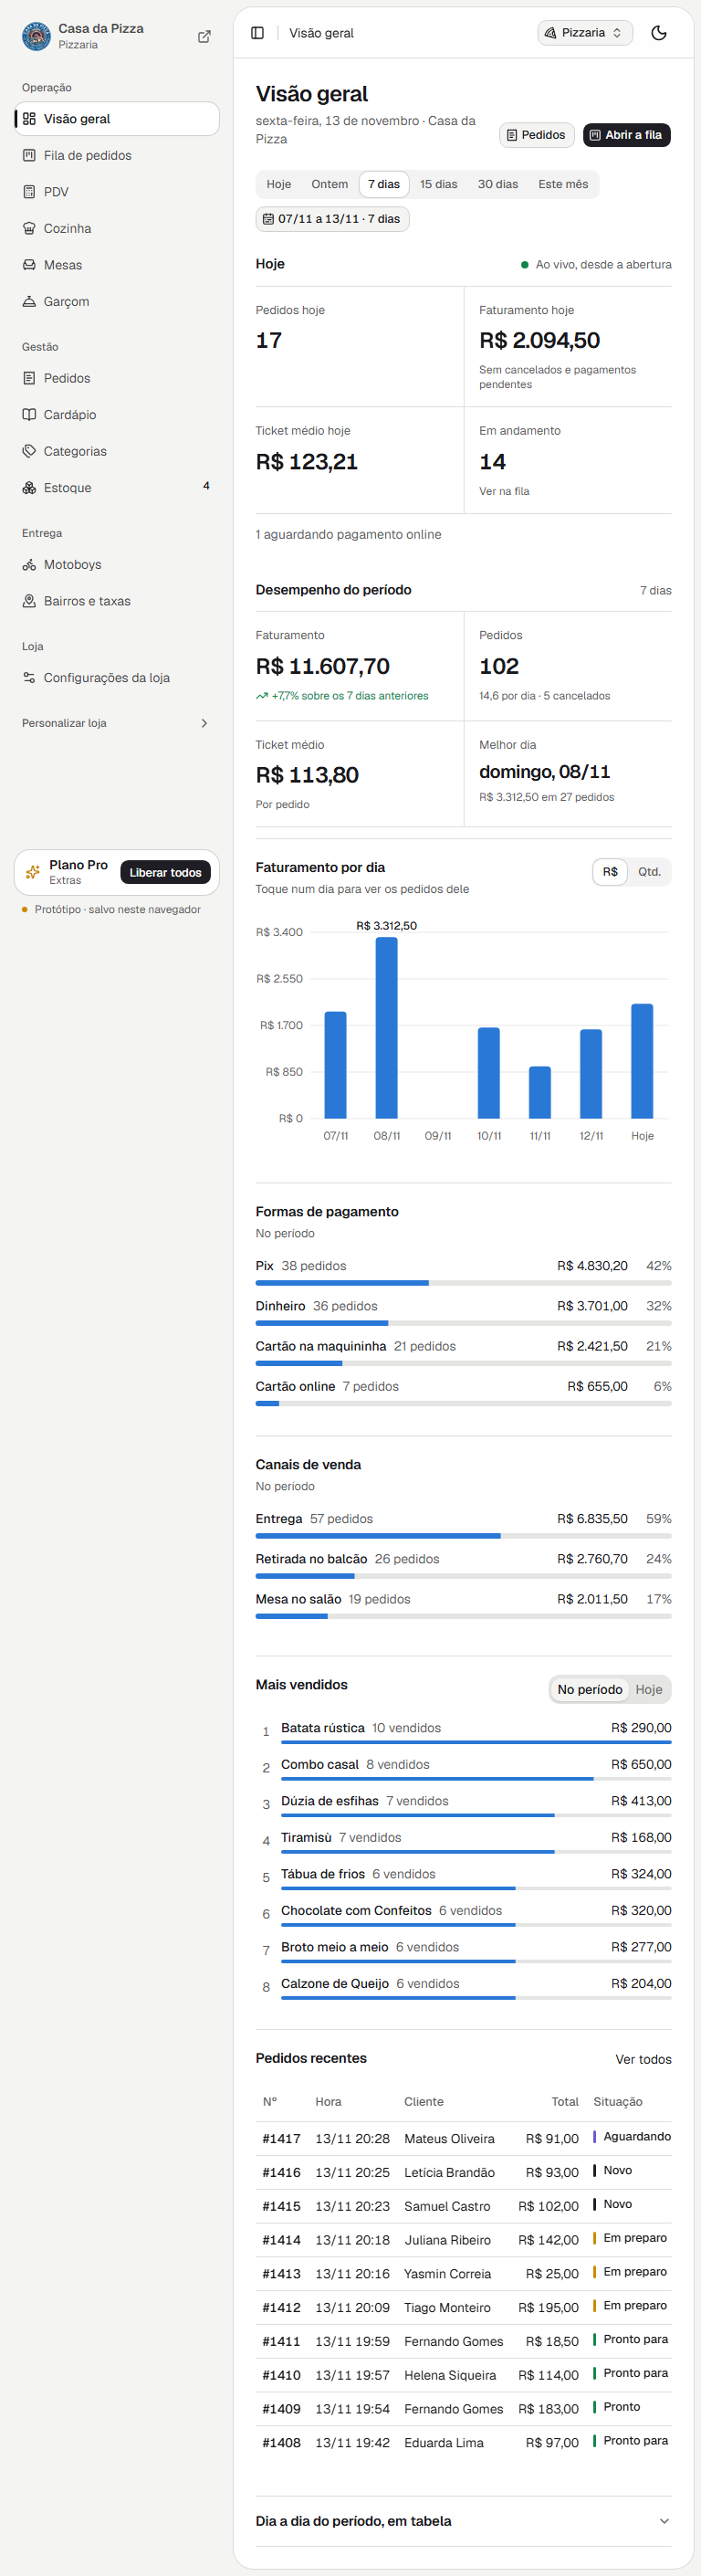 Casa da Pizza
Pizzaria
Operação
Visão geral
Fila de pedidos
PDV
Cozinha
Mesas
Garçom
Gestão
Pedidos
Cardápio
Categorias
Estoque 4
Entrega
Motoboys
Bairros e taxas
Loja
Configurações da loja
Personalizar loja
Plano Pro
Extras
Liberar todos
Protótipo · salvo neste navegador
Visão geral
Pizzaria
Visão geral
sexta-feira, 13 de novembro · Casa da
Pizza
Pedidos
Abrir a fila
Hoje Ontem 7 dias 15 dias 30 dias Este mês
07/11 a 13/11 · 7 dias
Hoje
Ao vivo, desde a abertura
Pedidos hoje
17
Faturamento hoje
R$ 2.094,50
Sem cancelados e pagamentos
pendentes
Ticket médio hoje
R$ 123,21
Em andamento
14
Ver na fila
1 aguardando pagamento online
Desempenho do período
7 dias
Faturamento
R$ 11.607,70
+7,7% sobre os 7 dias anteriores
Pedidos
102
14,6 por dia · 5 cancelados
Ticket médio
R$ 113,80
Por pedido
Melhor dia
domingo, 08/11
R$ 3.312,50 em 27 pedidos
Faturamento por dia
Toque num dia para ver os pedidos dele
R$ Qtd.
R$ 3.312,50
R$ 3.400
R$ 2.550
R$ 1.700
R$ 850
R$ 0
07/11 08/11 09/11 10/11 11/11 12/11 Hoje
Formas de pagamento
No período
Pix 38 pedidos R$ 4.830,20 42%
Dinheiro 36 pedidos R$ 3.701,00 32%
Cartão na maquininha 21 pedidos R$ 2.421,50 21%
Cartão online 7 pedidos R$ 655,00 6%
Canais de venda
No período
Entrega 57 pedidos R$ 6.835,50 59%
Retirada no balcão 26 pedidos R$ 2.760,70 24%
Mesa no salão 19 pedidos R$ 2.011,50 17%
Mais vendidos
No período Hoje
1 Batata rústica 10 vendidos R$ 290,00
2 Combo casal 8 vendidos R$ 650,00
3 Dúzia de esfihas 7 vendidos R$ 413,00
4 Tiramisù 7 vendidos R$ 168,00
5 Tábua de frios 6 vendidos R$ 324,00
6 Chocolate com Confeitos 6 vendidos R$ 320,00
7 Broto meio a meio 6 vendidos R$ 277,00
8 Calzone de Queijo 6 vendidos R$ 204,00
Pedidos recentes
Ver todos
N° Hora Cliente Total Situação
#1417 13/11 20:28 Mateus Oliveira R$ 91,00 Aguardando
#1416 13/11 20:25 Letícia Brandão R$ 93,00 Novo
#1415 13/11 20:23 Samuel Castro R$ 102,00 Novo
#1414 13/11 20:18 Juliana Ribeiro R$ 142,00 Em preparo
#1413 13/11 20:16 Yasmin Correia R$ 25,00 Em preparo
#1412 13/11 20:09 Tiago Monteiro R$ 195,00 Em preparo
#1411 13/11 19:59 Fernando Gomes R$ 18,50 Pronto para
#1410 13/11 19:57 Helena Siqueira R$ 114,00 Pronto para
#1409 13/11 19:54 Fernando Gomes R$ 183,00 Pronto
#1408 13/11 19:42 Eduarda Lima R$ 97,00 Pronto para
Dia a dia do período, em tabela